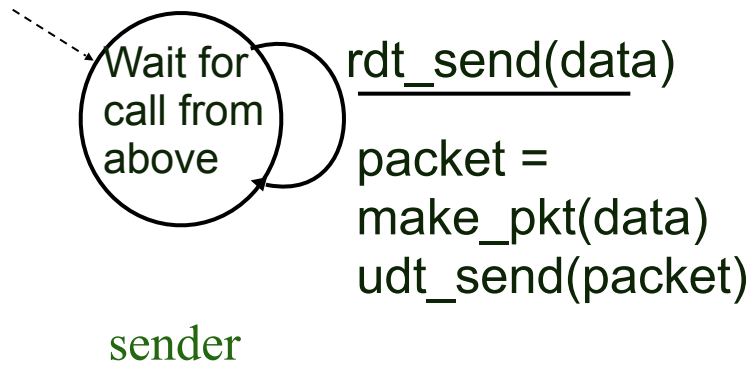 Wait for
call from
above
rdt_send(data)
packet =
make_pkt(data)
udt_send(packet)
sender